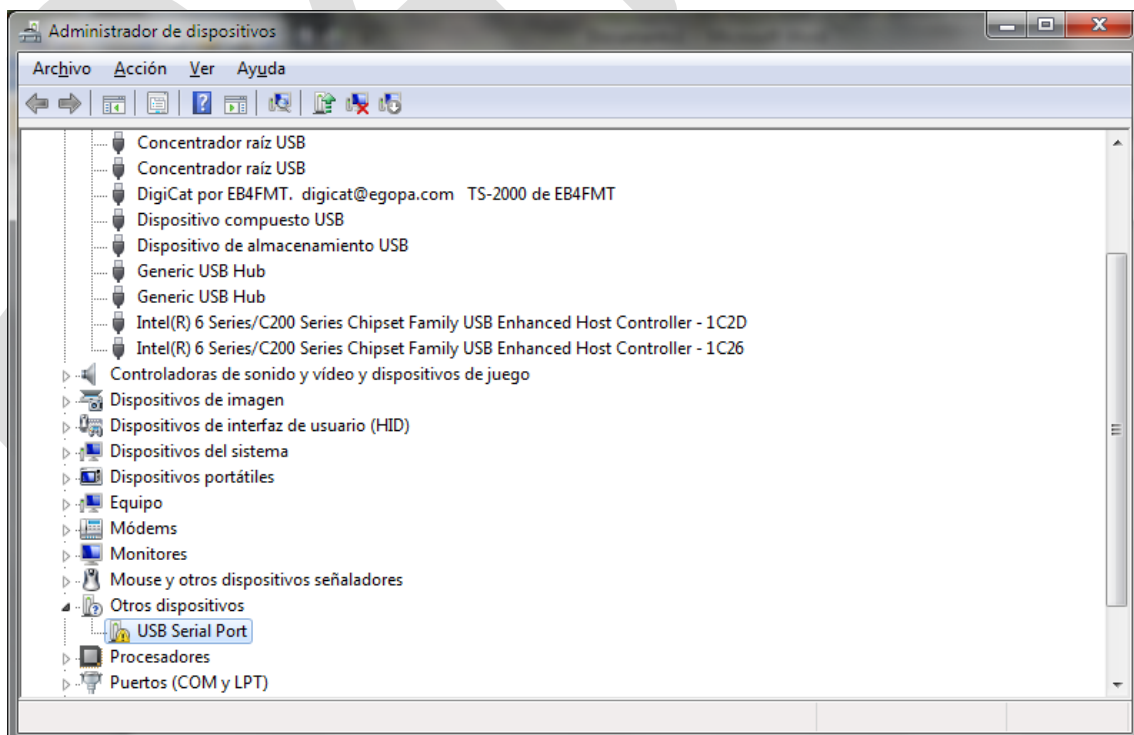 Administrador de dispositivos
Archivo Acción Ver Ayuda
Concentrador raíz USB
Concentrador raíz USB
DigiCat por EB4FMT. digicat@egopa.com TS-2000 de EB4FMT
Dispositivo compuesto USB
Dispositivo de almacenamiento USB
Generic USB Hub
Generic USB Hub
Intel(R) 6 Series/C200 Series Chipset Family USB Enhanced Host Controller - 1C2D
Intel(R) 6 Series/C200 Series Chipset Family USB Enhanced Host Controller - 1C26
Controladoras de sonido y vídeo y dispositivos de juego
Dispositivos de imagen
Dispositivos de interfaz de usuario (HID)
Dispositivos del sistema
Dispositivos portátiles
Equipo
Módems
Monitores
Mouse y otros dispositivos señaladores
Otros dispositivos
USB Serial Port
Procesadores
Puertos (COM y LPT)